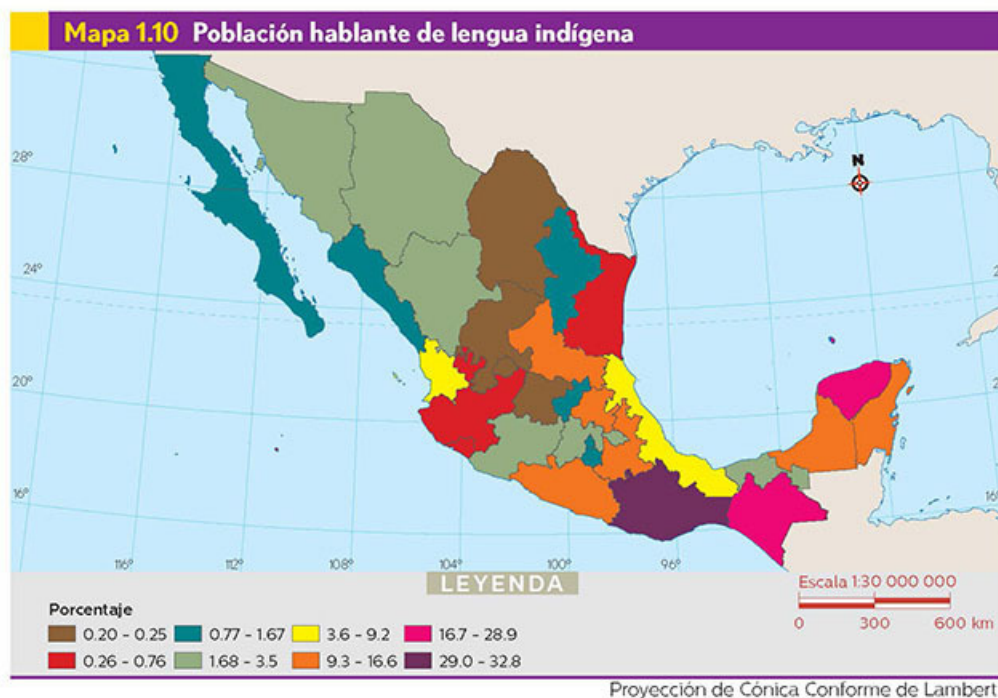 Mapa 1.10 Población hablante de lengua indígena
28°
24°
20°
16°
N
2
2
16
116°
112°
108°
104°
100°
96°
LEYENDA
Porcentaje
0.20 - 0.25
0.77 - 1.67
3.6 - 9.2
16.7 - 28.9
0.26 - 0.76
1.68 - 3.5
9.3 - 16.6
29.0 - 32.8
Escala 1:30 000 000
0 300 600 km
Proyección de Cónica Conforme de Lambert